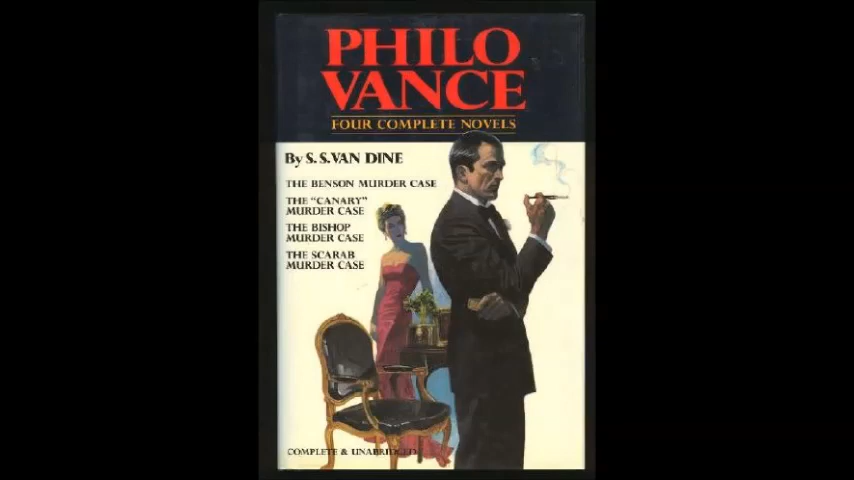 PHILO
VANCE
FOUR COMPLETE NOVELS
By S. S. VAN DINE
THE BENSON MURDER CASE
THE "CANARY"
MURDER CASE
THE BISHOP
MURDER CASE
THE SCARAB
MURDER CASE
COMPLETE & UNABRIDGED